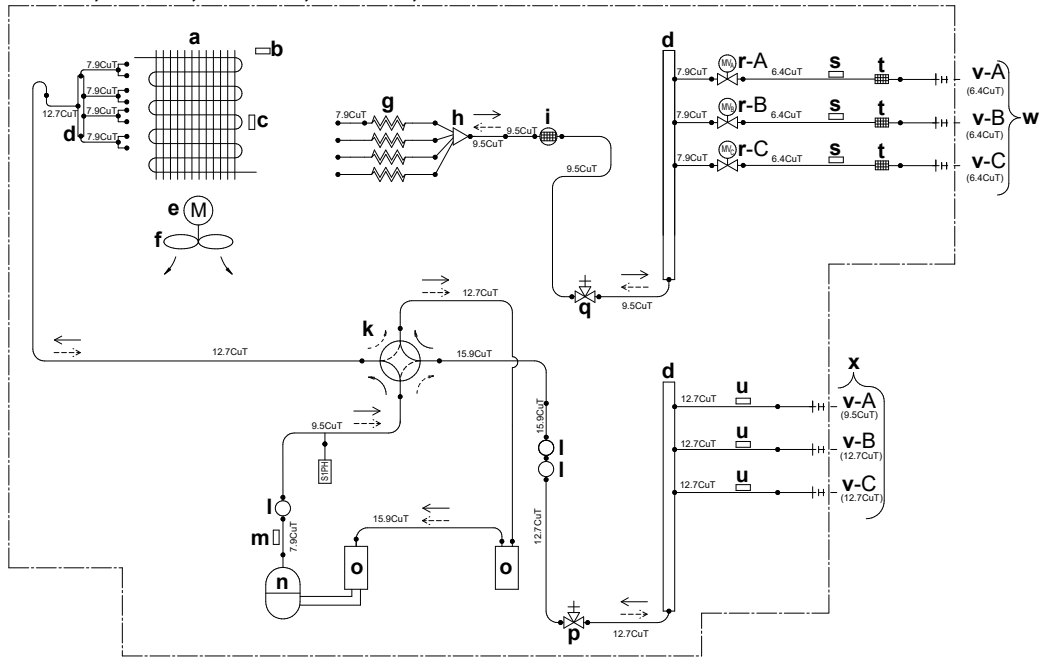 a
b
7.9CuT
7.9CuT
7.9CuT
7.9CuT
12.7CuT
d
c
e M
f
7.9CuT
g
h
9.5CuT
9.5CuT
i
9.5CuT
q
9.5CuT
d
7.9CuT
MVA
r-A
6.4CuT
s
t
v-A
(6.4CuT)
7.9CuT
MVB
r-B
6.4CuT
v-B
(6.4CuT)
w
7.9CuT
MVC
r-C
6.4CuT
s
t
v-C
(6.4CuT)
12.7CuT
k
12.7CuT
15.9CuT
9.5CuT
S1PH
l
m
7.9CuT
n
15.9CuT
o
o
15.9CuT
l
l
12.7CuT
p
12.7CuT
d
x
12.7CuT
u
v-A
(9.5CuT)
12.7CuT
u
v-B
(12.7CuT)
12.7CuT
u
v-C
(12.7CuT)